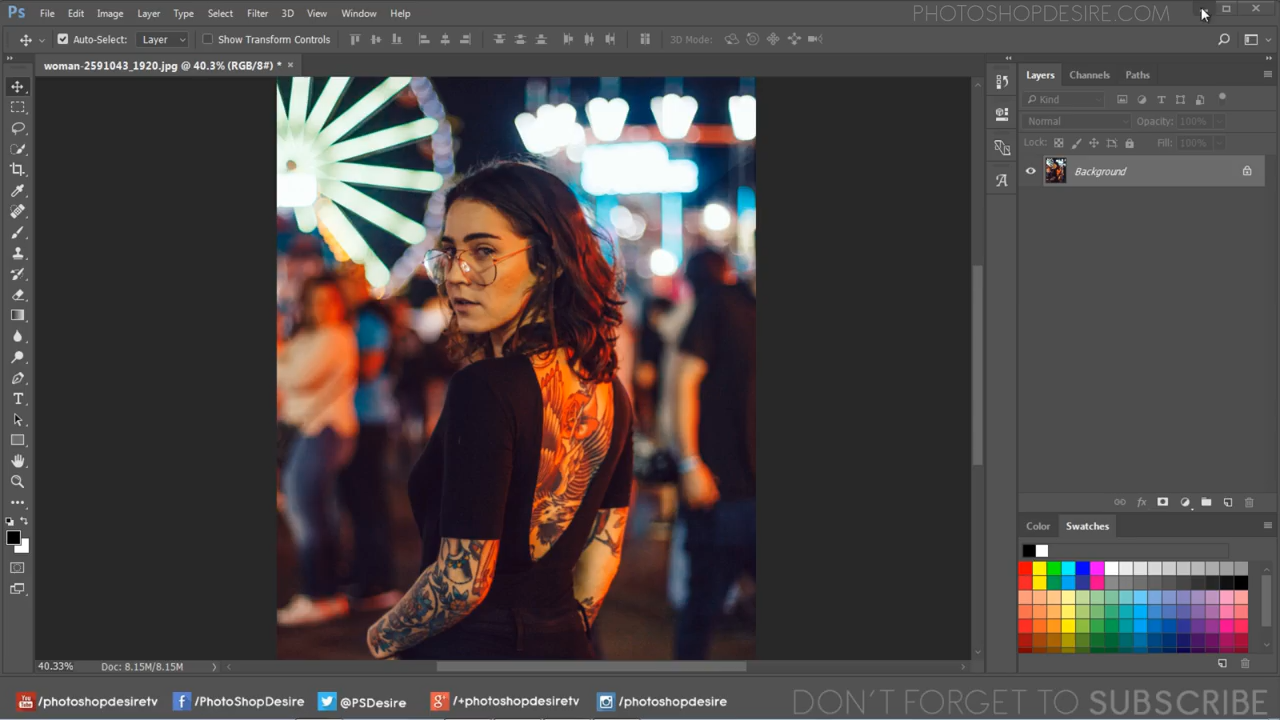 PHOTOSHOPDESIRE.COM
Ps File Edit Image Layer Type Select Filter 3D View Window Help
Auto-Select: Layer Show Transform Controls 3D Mode:
woman-2591043_1920.jpg @ 40.3% (RGB/8#) * ×
Layers Channels Paths
Kind
Normal Opacity: 100%
Lock: Fill: 100%
Background
Color Swatches
40.33% Doc: 8.15M/8.15M
You Tube /photoshopdesiretv f /PhotoShopDesire @PSDesire g+ /+photoshopdesiretv /photoshopdesire
DON'T FORGET TO SUBSCRIBE